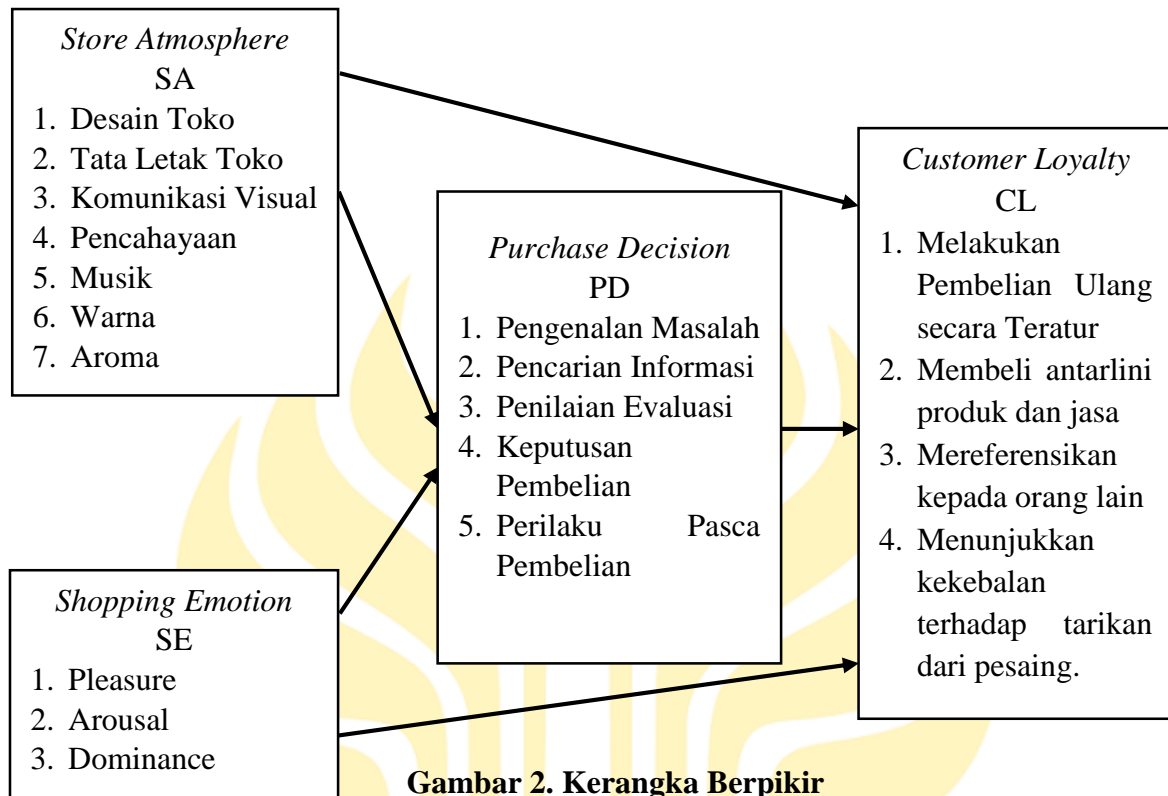 Store Atmosphere
SA
1. Desain Toko
2. Tata Letak Toko
3. Komunikasi Visual
4. Pencahayaan
5. Musik
6. Warna
7. Aroma
Shopping Emotion
SE
1. Pleasure
2. Arousal
3. Dominance
Purchase Decision
PD
1. Pengenalan Masalah
2. Pencarian Informasi
3. Penilaian Evaluasi
4. Keputusan
Pembelian
5. Perilaku Pasca
Pembelian
Customer Loyalty
CL
1. Melakukan
Pembelian Ulang
secara Teratur
2. Membeli antarlini
produk dan jasa
3. Mereferensikan
kepada orang lain
4. Menunjukkan
kekebalan
terhadap tarikan
dari pesaing.
Gambar 2. Kerangka Berpikir